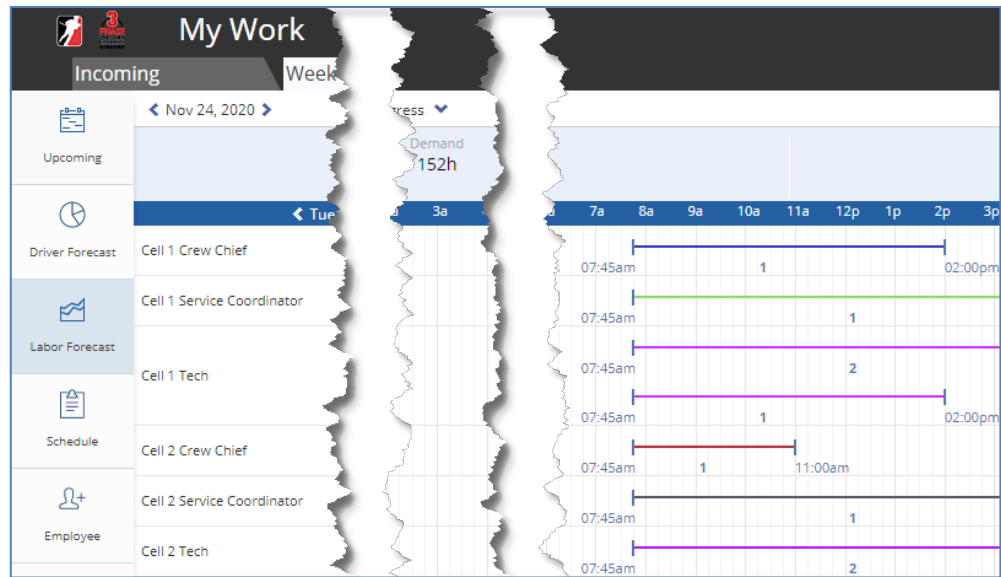 3
PHASE
My Work
Incoming
Week
Nov 24, 2020
gress
Demand
152h
Tue
a 3a a 7a 8a 9a 10a 11a 12p 1p 2p 3p
Upcoming
Driver Forecast
Labor Forecast
Schedule
Employee
Cell 1 Crew Chief
07:45am 1 02:00pm
Cell 1 Service Coordinator
07:45am 1
Cell 1 Tech
07:45am 2
07:45am 1 02:00pm
Cell 2 Crew Chief
07:45am 1 11:00am
Cell 2 Service Coordinator
07:45am 1
Cell 2 Tech
07:45am 2